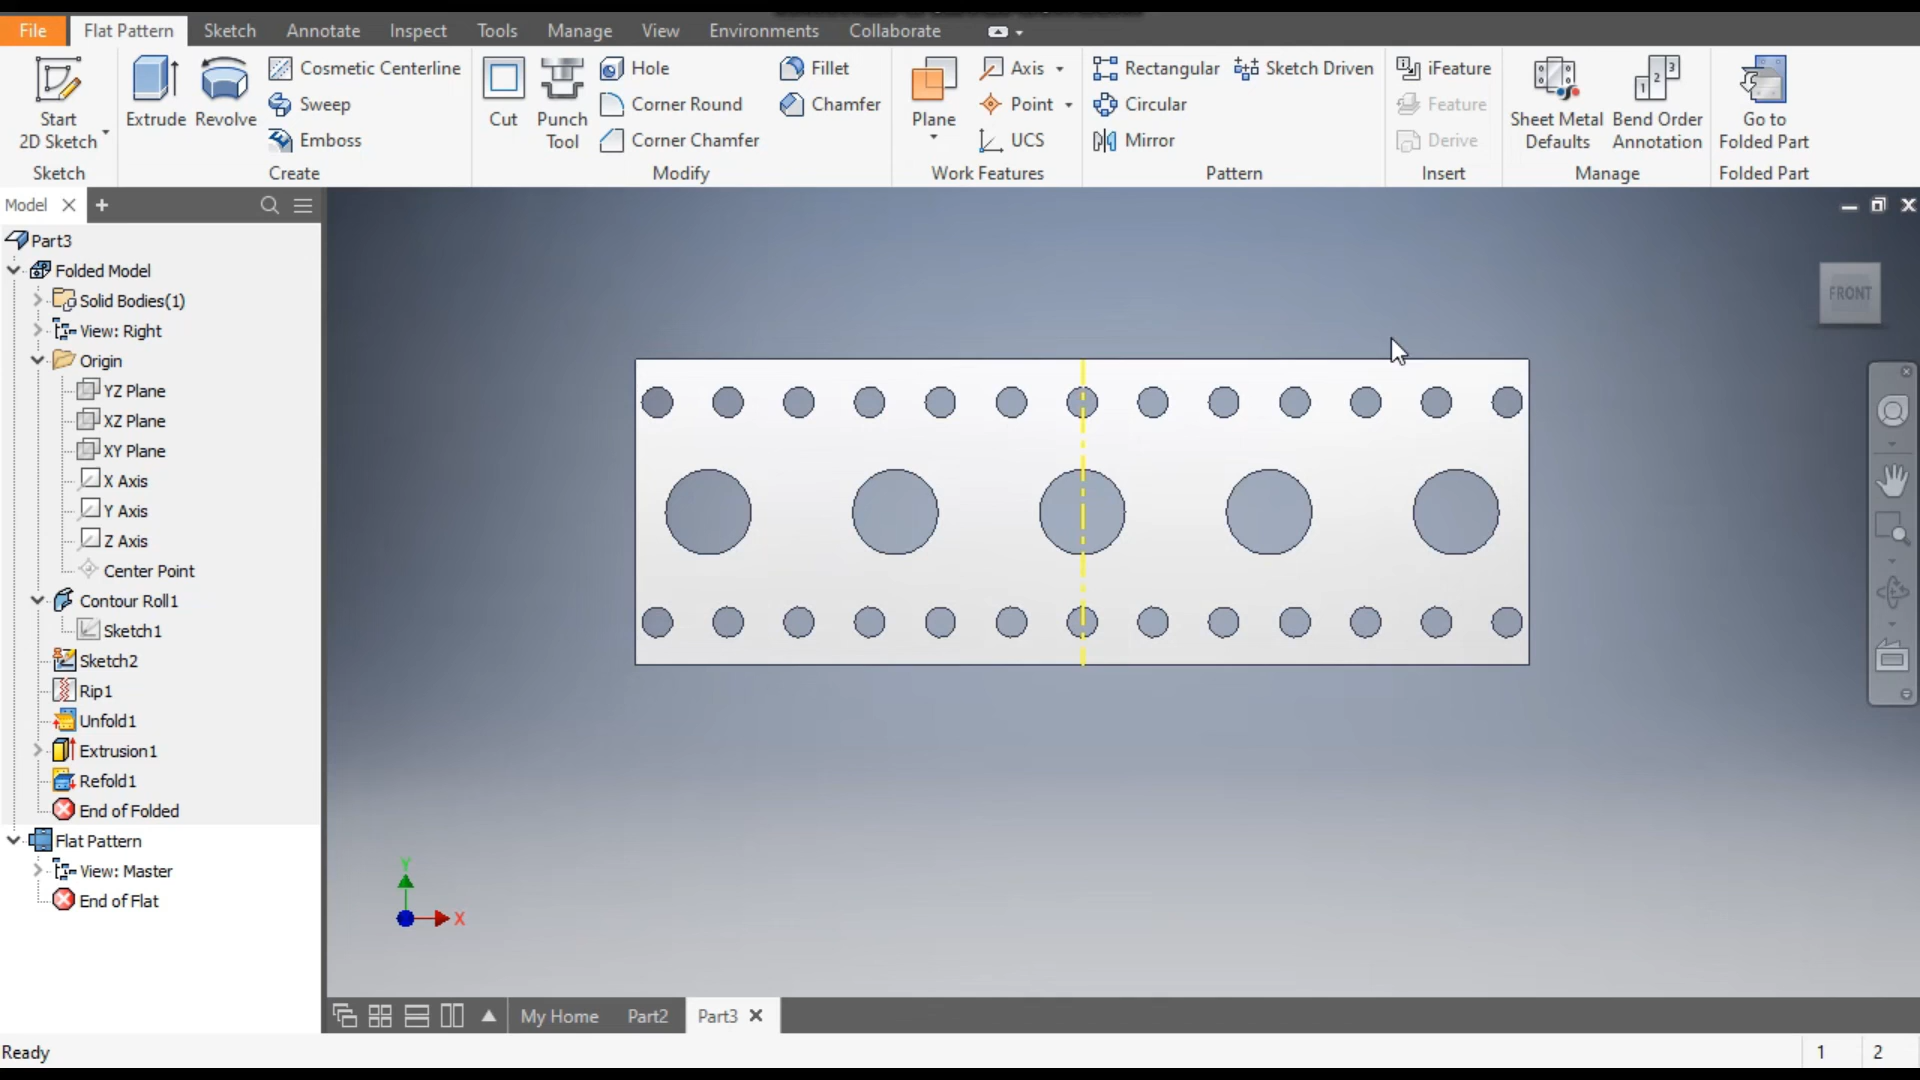 File
Flat Pattern
Sketch
Annotate
Inspect
Tools
Manage
View
Environments
Collaborate
Start
2D Sketch
Extrude
Revolve
Cosmetic Centerline
Sweep
Emboss
Cut
Punch
Tool
Hole
Corner Round
Corner Chamfer
Fillet
Chamfer
Plane
Axis
Point
UCS
Rectangular
Sketch Driven
Circular
Mirror
iFeature
Feature
Derive
Sheet Metal
Defaults
Bend Order
Annotation
Go to
Folded Part
Sketch
Create
Modify
Work Features
Pattern
Insert
Manage
Folded Part
Model
Part3
Folded Model
Solid Bodies(1)
View: Right
Origin
YZ Plane
XZ Plane
XY Plane
X Axis
Y Axis
Z Axis
Center Point
Contour Roll1
Sketch1
Sketch2
Rip1
Unfold1
Extrusion1
Refold1
End of Folded
Flat Pattern
View: Master
End of Flat
FRONT
Y
X
My Home
Part2
Part3
Ready
1
2